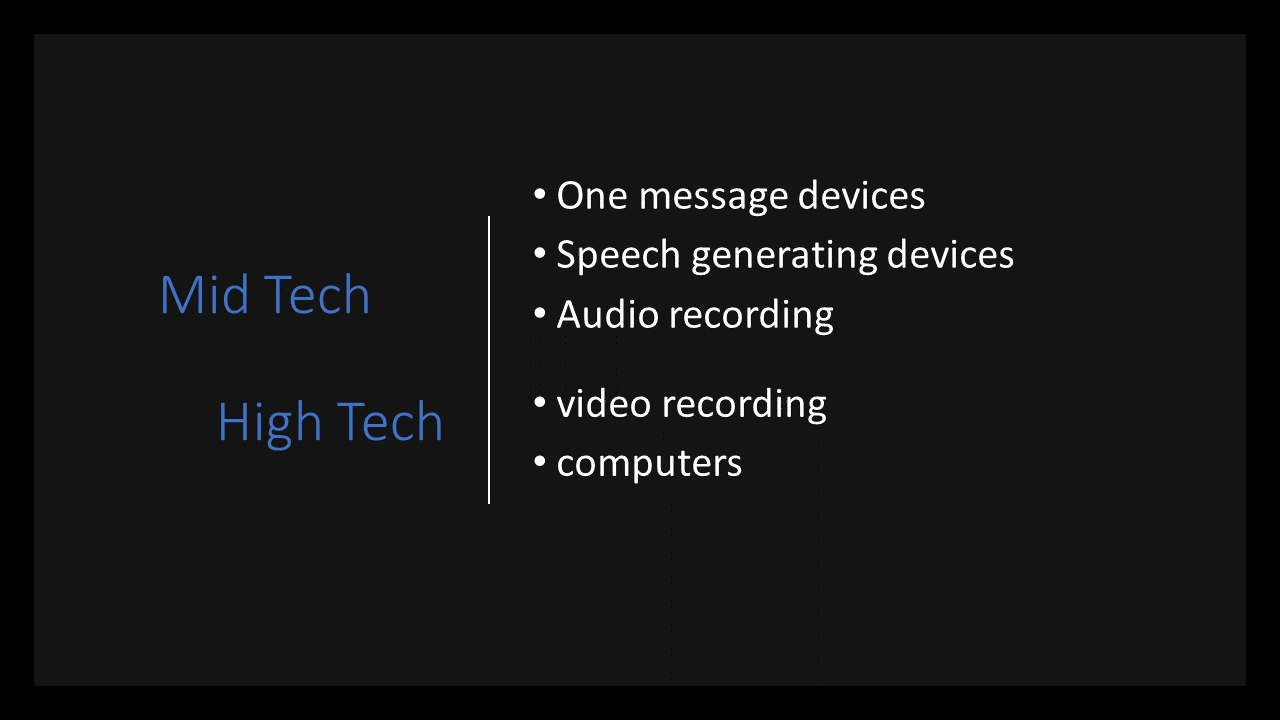 Mid Tech
High Tech
• One message devices
• Speech generating devices
• Audio recording
• video recording
• computers